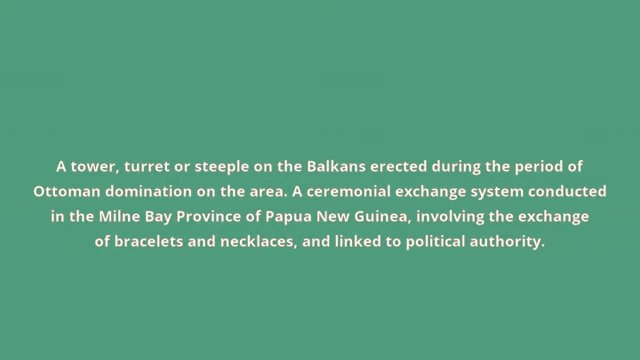 A tower, turret or steeple on the Balkans erected during the period of
Ottoman domination on the area. A ceremonial exchange system conducted
in the Milne Bay Province of Papua New Guinea, involving the exchange
of bracelets and necklaces, and linked to political authority.